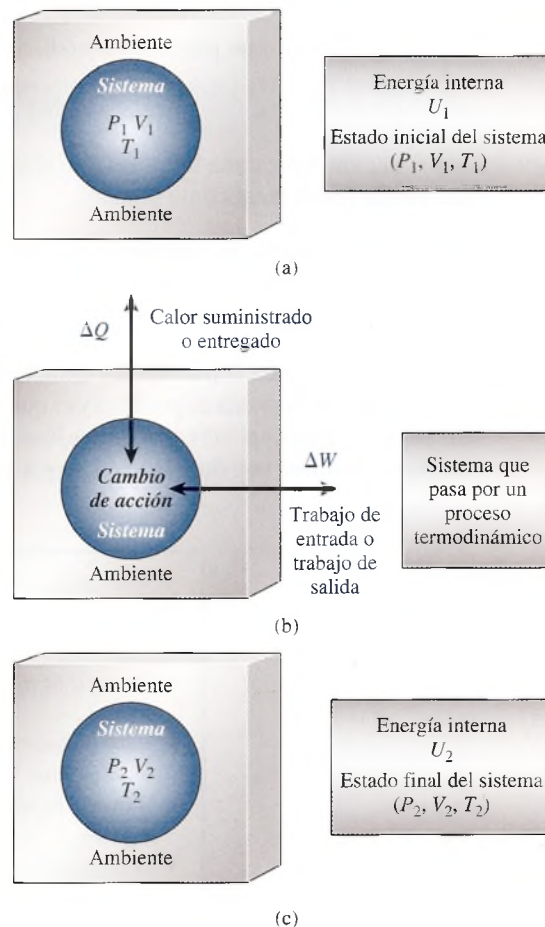 Ambiente
Sistema
P₁ V₁
T₁
Ambiente
Energía interna
U₁
Estado inicial del sistema
(P₁, V₁, T₁)
(a)
ΔQ
Calor suministrado
o entregado
Cambio
de acción
Sistema
Ambiente
ΔW
Trabajo de
entrada o
trabajo de
salida
Sistema que
pasa por un
proceso
termodinámico
(b)
Ambiente
Sistema
P₂ V₂
T₂
Ambiente
Energía interna
U₂
Estado final del sistema
(P₂, V₂, T₂)
(c)